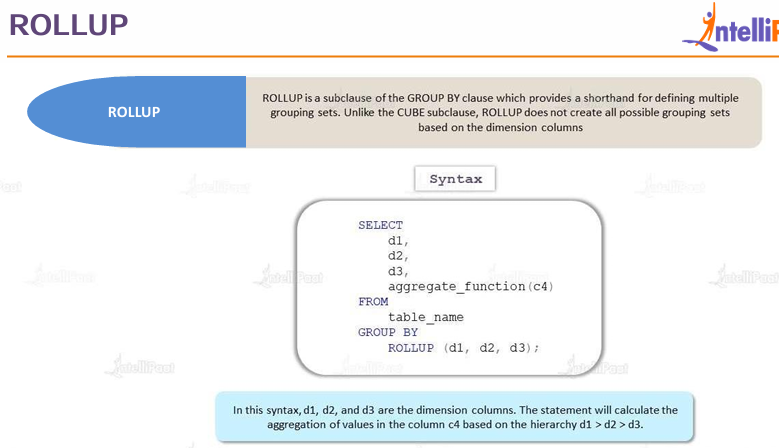 ROLLUP
IntelliP
ROLLUP
ROLLUP is a subclause of the GROUP BY clause which provides a shorthand for defining multiple
grouping sets. Unlike the CUBE subclause, ROLLUP does not create all possible grouping sets
based on the dimension columns
Syntax
SELECT
d1,
d2,
d3,
aggregate_function(c4)
FROM
table_name
GROUP BY
ROLLUP (d1, d2, d3);
In this syntax, d1, d2, and d3 are the dimension columns. The statement will calculate the
aggregation of values in the column c4 based on the hierarchy d1 > d2 > d3.